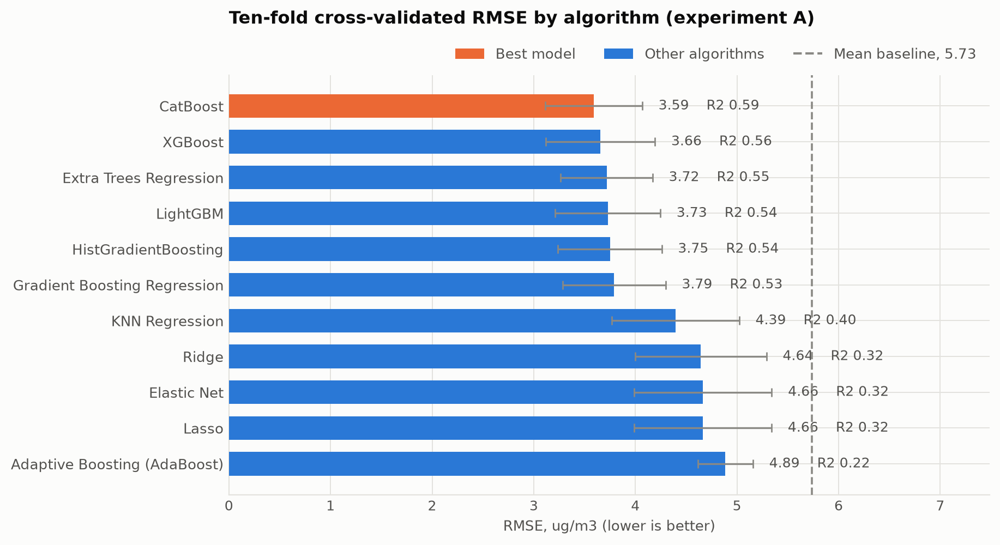 Ten-fold cross-validated RMSE by algorithm (experiment A)
Best model Other algorithms Mean baseline, 5.73
CatBoost 3.59 R2 0.59
XGBoost 3.66 R2 0.56
Extra Trees Regression 3.72 R2 0.55
LightGBM 3.73 R2 0.54
HistGradientBoosting 3.75 R2 0.54
Gradient Boosting Regression 3.79 R2 0.53
KNN Regression 4.39 R2 0.40
Ridge 4.64 R2 0.32
Elastic Net 4.66 R2 0.32
Lasso 4.66 R2 0.32
Adaptive Boosting (AdaBoost) 4.89 R2 0.22
0 1 2 3 4 5 6 7
RMSE, ug/m3 (lower is better)